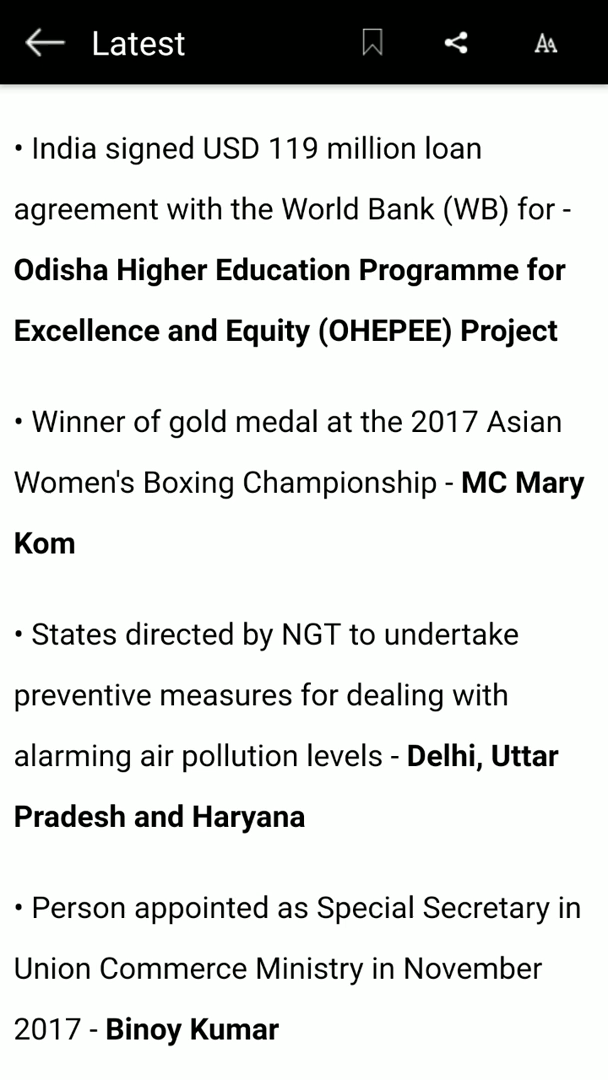 Latest
AA
• India signed USD 119 million loan
agreement with the World Bank (WB) for -
Odisha Higher Education Programme for
Excellence and Equity (OHEPEE) Project
• Winner of gold medal at the 2017 Asian
Women's Boxing Championship - MC Mary
Kom
• States directed by NGT to undertake
preventive measures for dealing with
alarming air pollution levels - Delhi, Uttar
Pradesh and Haryana
• Person appointed as Special Secretary in
Union Commerce Ministry in November
2017 - Binoy Kumar